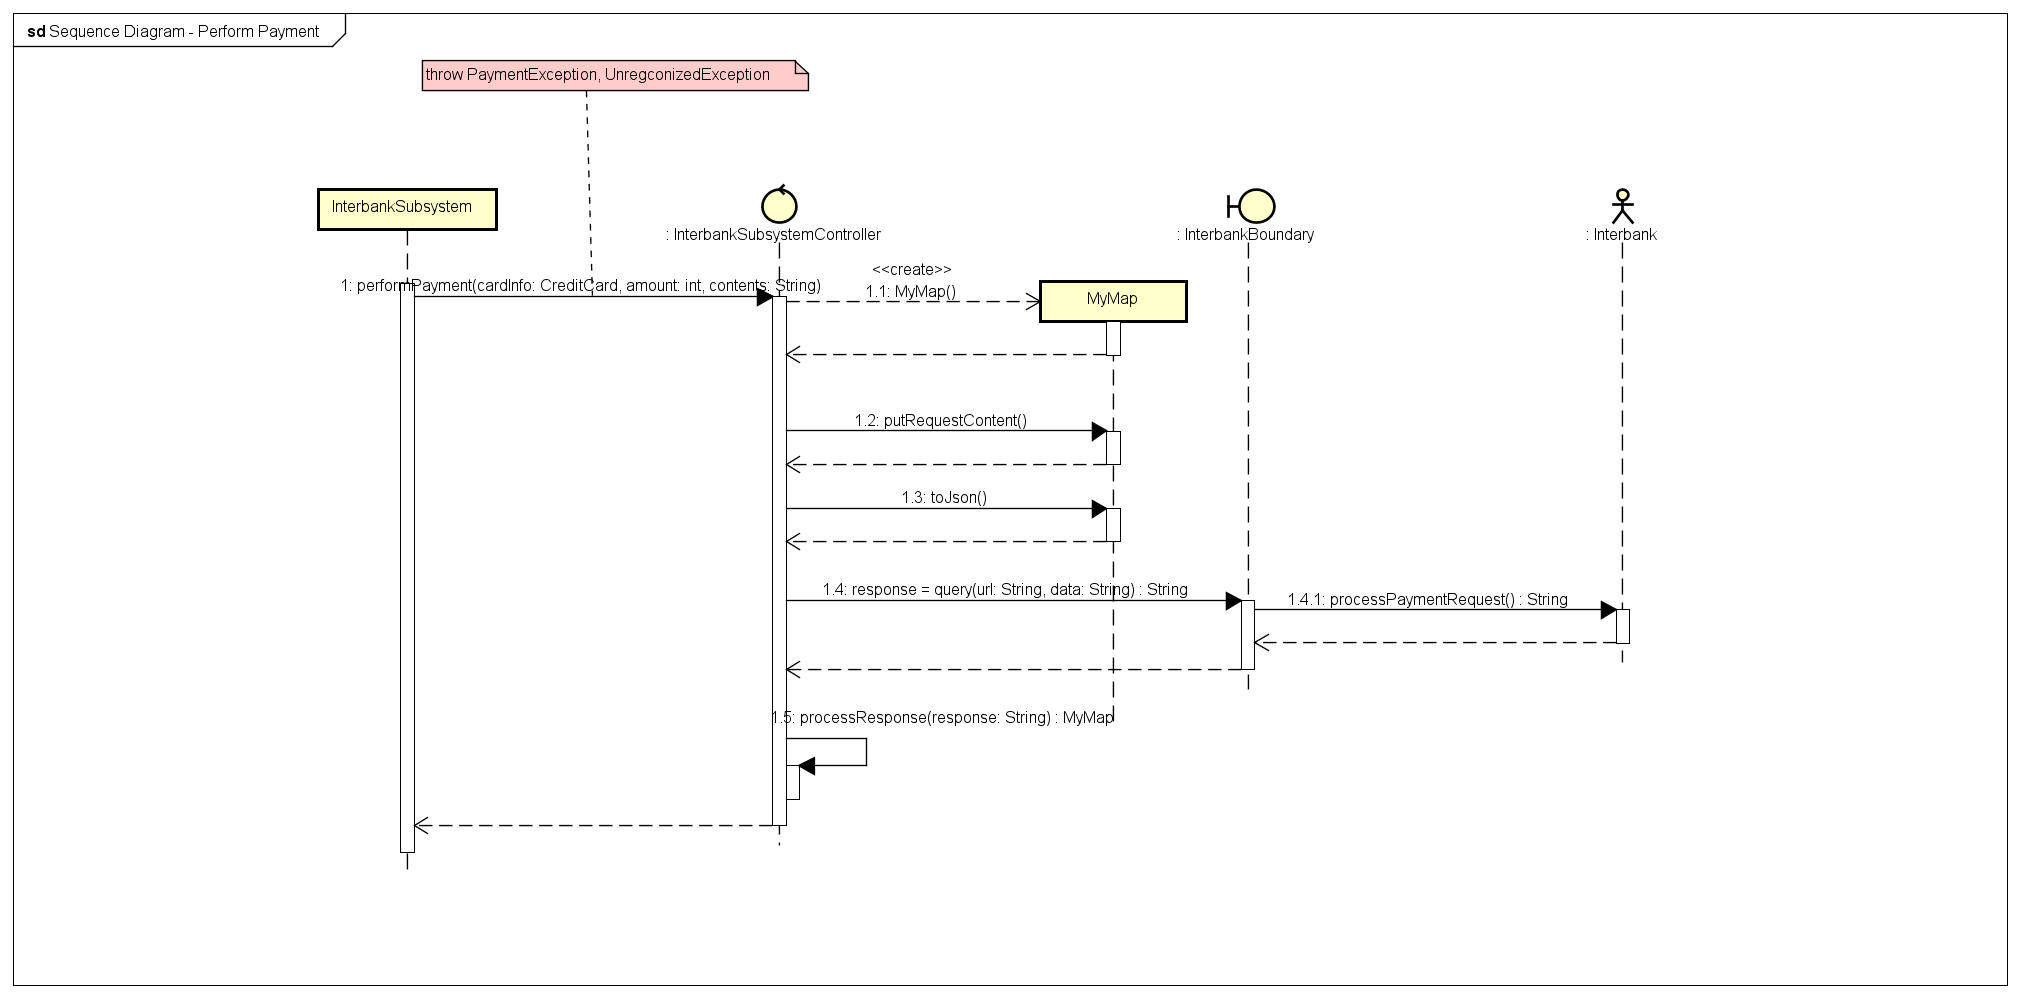 sd Sequence Diagram - Perform Payment
throw PaymentException, UnregconizedException
InterbankSubsystem
: InterbankSubsystemController
: InterbankBoundary
: Interbank
<<create>>
1: performPayment(cardInfo: CreditCard, amount: int, contents: String)
1.1: MyMap()
MyMap
1.2: putRequestContent()
1.3: toJson()
1.4: response = query(url: String, data: String) : String
1.4.1: processPaymentRequest() : String
1.5: processResponse(response: String) : MyMap